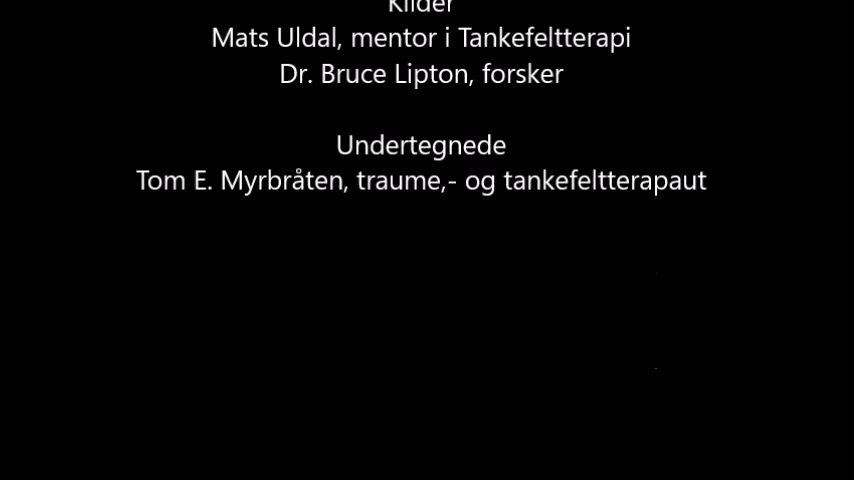 Kilder
Mats Uldal, mentor i Tankefeltterapi
Dr. Bruce Lipton, forsker
Undertegnede
Tom E. Myrbråten, traume,- og tankefeltterapaut